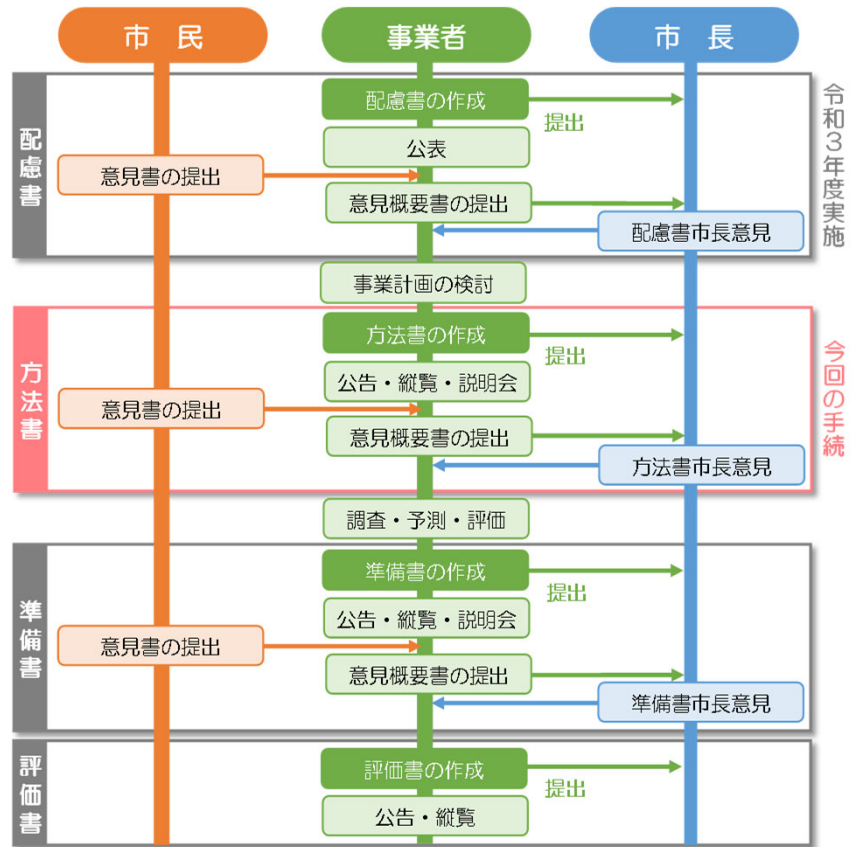 市　民
事業者
市　長
配慮書
令和３年度実施
配慮書の作成
提出
公表
意見書の提出
意見概要書の提出
配慮書市長意見
事業計画の検討
方法書
今回の手続
方法書の作成
提出
公告・縦覧・説明会
意見書の提出
意見概要書の提出
方法書市長意見
調査・予測・評価
準備書
準備書の作成
提出
公告・縦覧・説明会
意見書の提出
意見概要書の提出
準備書市長意見
評価書
評価書の作成
提出
公告・縦覧